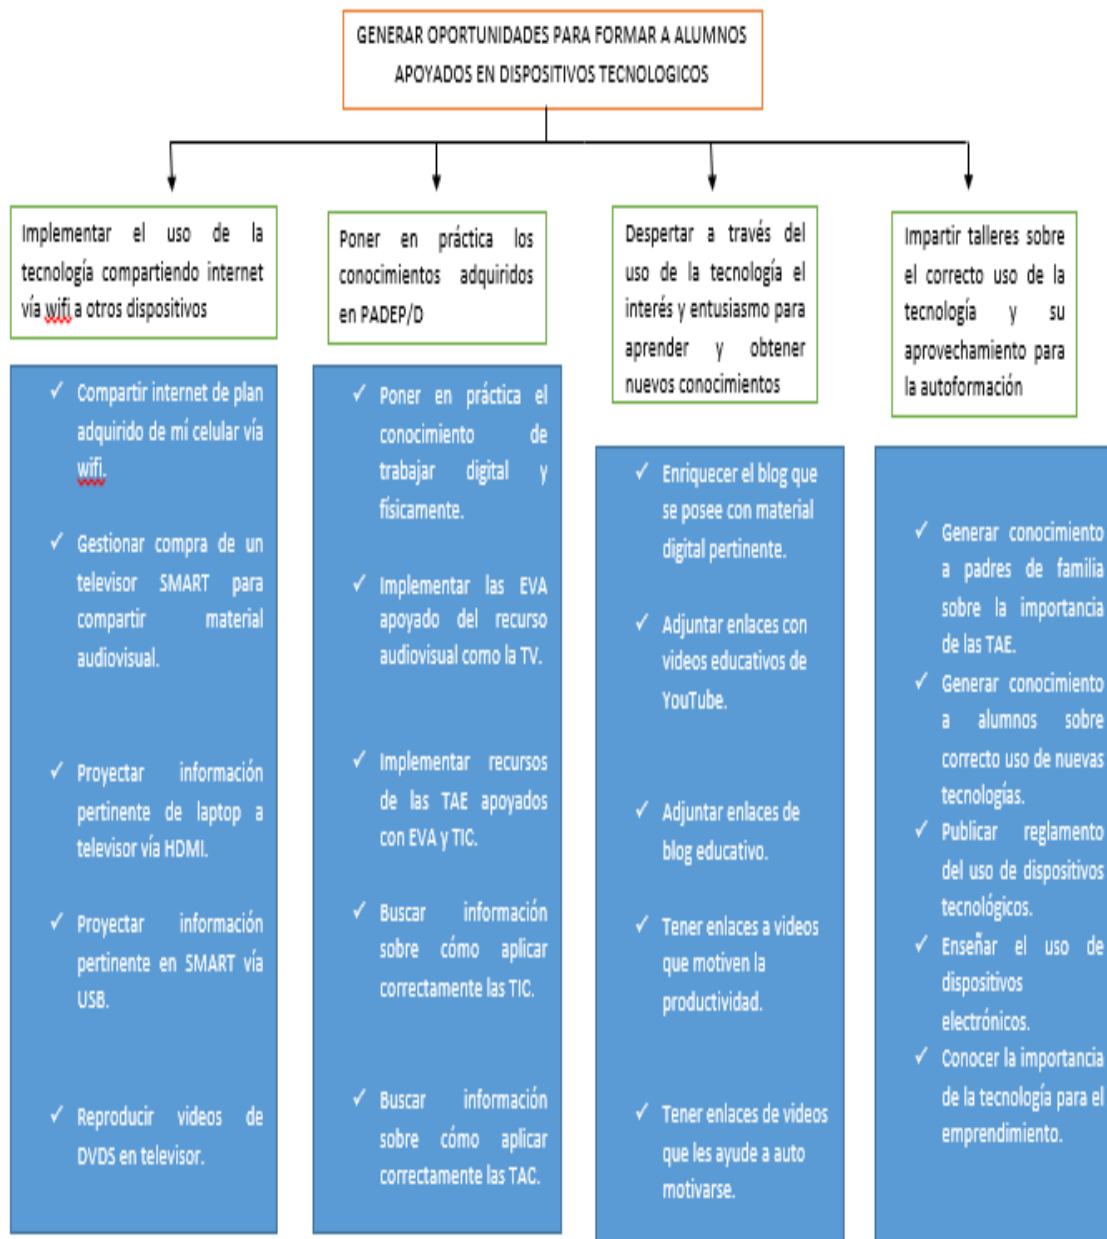 GENERAR OPORTUNIDADES PARA FORMAR A ALUMNOS
APOYADOS EN DISPOSITIVOS TECNOLOGICOS
Implementar el uso de la
tecnología compartiendo internet
vía wifi a otros dispositivos
Poner en práctica los
conocimientos adquiridos
en PADEP/D
Despertar a través del
uso de la tecnología el
interés y entusiasmo para
aprender y obtener
nuevos conocimientos
Impartir talleres sobre
el correcto uso de la
tecnología y su
aprovechamiento para
la autoformación
✓ Compartir internet de plan
adquirido de mí celular vía
wifi.
✓ Gestionar compra de un
televisor SMART para
compartir material
audiovisual.
✓ Proyectar información
pertinente de laptop a
televisor vía HDMI.
✓ Proyectar información
pertinente en SMART vía
USB.
✓ Reproducir videos de
DVDS en televisor.
✓ Poner en práctica el
conocimiento de
trabajar digital y
físicamente.
✓ Implementar las EVA
apoyado del recurso
audiovisual como la TV.
✓ Implementar recursos
de las TAE apoyados
con EVA y TIC.
✓ Buscar información
sobre cómo aplicar
correctamente las TIC.
✓ Buscar información
sobre cómo aplicar
correctamente las TAC.
✓ Enriquecer el blog que
se posee con material
digital pertinente.
✓ Adjuntar enlaces con
videos educativos de
YouTube.
✓ Adjuntar enlaces de
blog educativo.
✓ Tener enlaces a videos
que motiven la
productividad.
✓ Tener enlaces de videos
que les ayude a auto
motivarse.
✓ Generar conocimiento
a padres de familia
sobre la importancia
de las TAE.
✓ Generar conocimiento
a alumnos sobre
correcto uso de nuevas
tecnologías.
✓ Publicar reglamento
del uso de dispositivos
tecnológicos.
✓ Enseñar el uso de
dispositivos
electrónicos.
✓ Conocer la importancia
de la tecnología para el
emprendimiento.